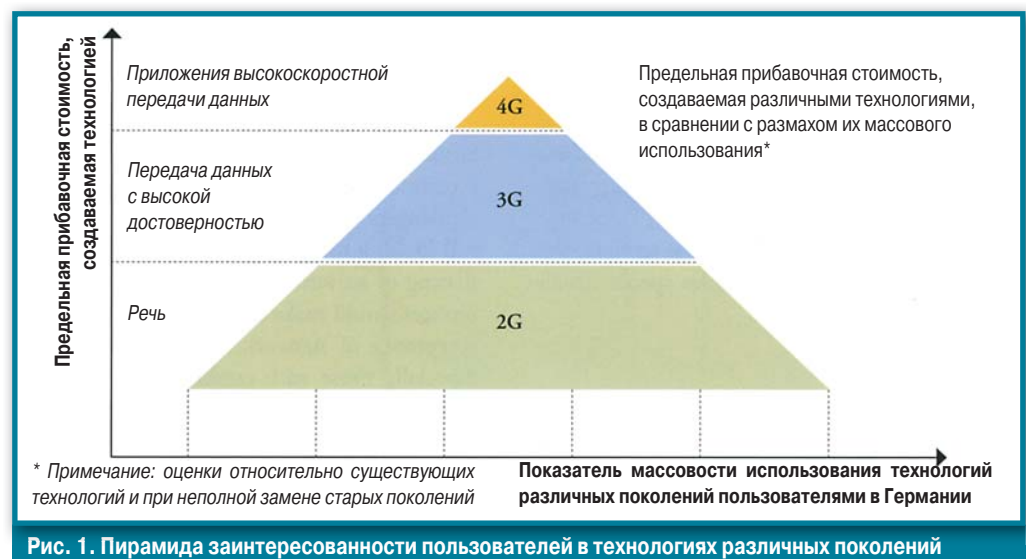 Предельная прибавочная стоимость,
создаваемая технологией
Приложения высокоскоростной
передачи данных
Передача данных
с высокой
достоверностью
Речь
4G
3G
2G
Предельная прибавочная стоимость,
создаваемая различными технологиями,
в сравнении с размахом их массового
использования*
* Примечание: оценки относительно существующих
технологий и при неполной замене старых поколений
Показатель массовости использования технологий
различных поколений пользователями в Германии
Рис. 1. Пирамида заинтересованности пользователей в технологиях различных поколений